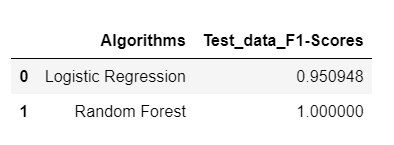 Algorithms Test_data_F1-Scores
0 Logistic Regression 0.950948
1 Random Forest 1.000000